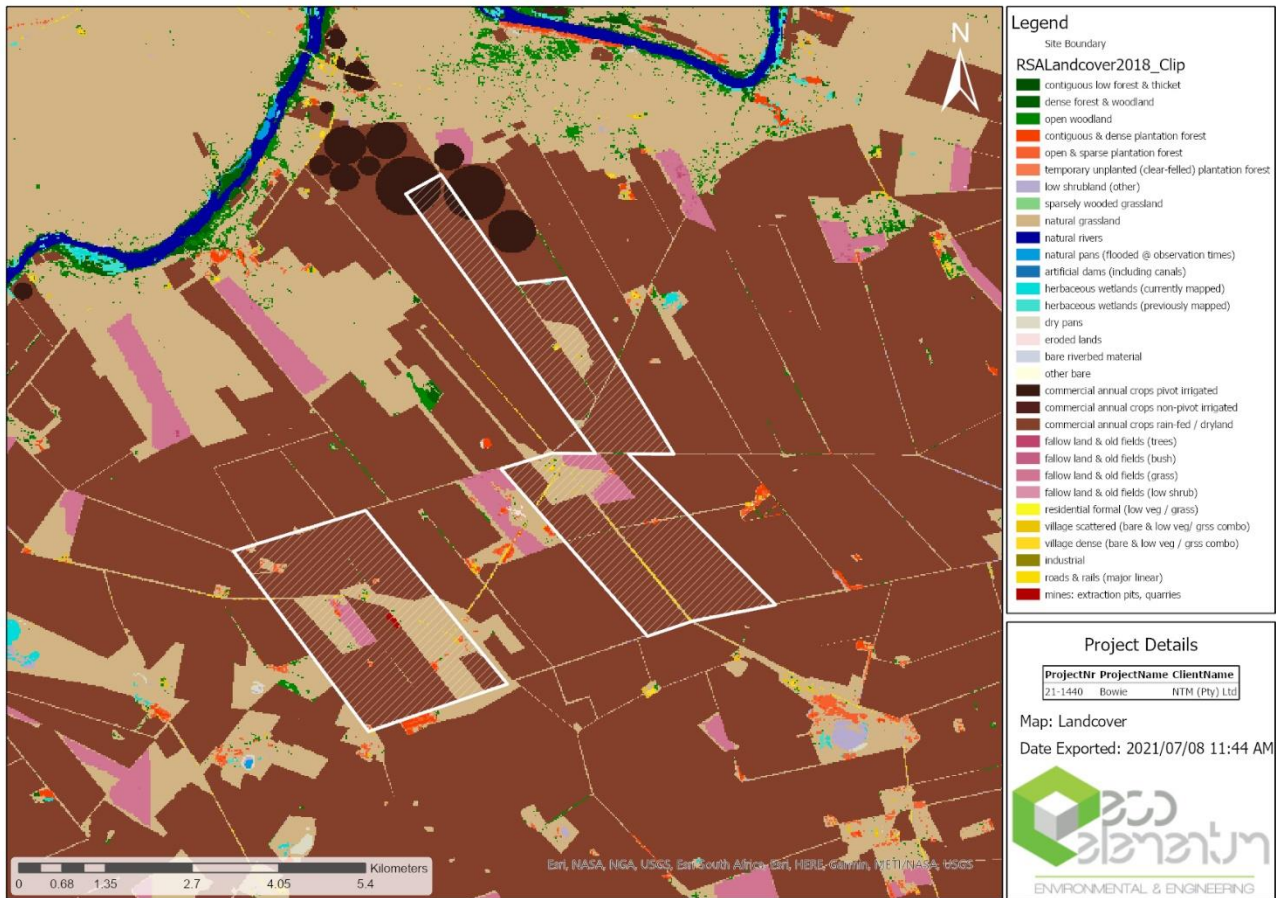 N
Legend
Site Boundary
RSALandcover2018_Clip
contiguous low forest & thicket
dense forest & woodland
open woodland
contiguous & dense plantation forest
open & sparse plantation forest
temporary unplanted (clear-felled) plantation forest
low shrubland (other)
sparsely wooded grassland
natural grassland
natural rivers
natural pans (flooded @ observation times)
artificial dams (including canals)
herbaceous wetlands (currently mapped)
herbaceous wetlands (previously mapped)
dry pans
eroded lands
bare riverbed material
other bare
commercial annual crops pivot irrigated
commercial annual crops non-pivot irrigated
commercial annual crops rain-fed / dryland
fallow land & old fields (trees)
fallow land & old fields (bush)
fallow land & old fields (grass)
fallow land & old fields (low shrub)
residential formal (low veg / grass)
village scattered (bare & low veg/ grss combo)
village dense (bare & low veg / grss combo)
industrial
roads & rails (major linear)
mines: extraction pits, quarries
Project Details
ProjectNr ProjectName ClientName
21-1440 Bowie NTM (Pty) Ltd
Map: Landcover
Date Exported: 2021/07/08 11:44 AM
eco
elementum
ENVIRONMENTAL & ENGINEERING
Kilometers
0 0.68 1.35 2.7 4.05 5.4
Esri, NASA, NGA, USGS, Esri South Africa, Esri, HERE, Garmin, METI/NASA, USGS